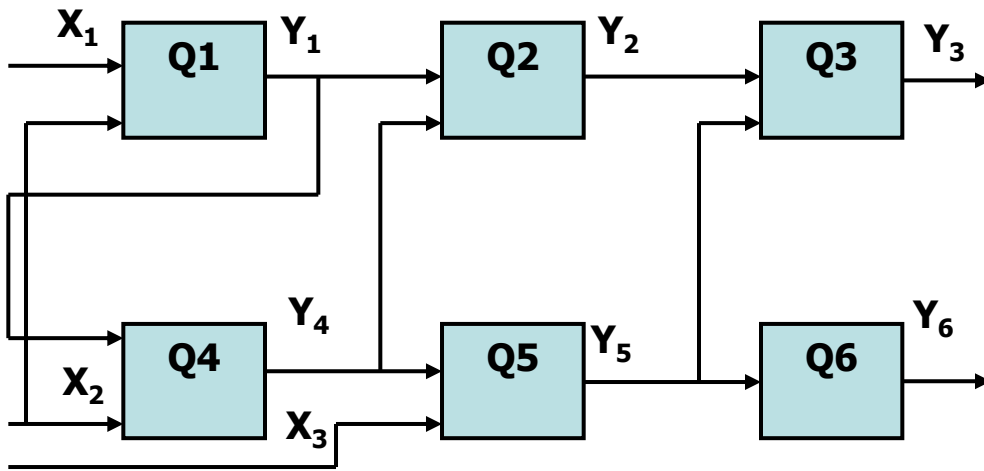 X₁ Q1 Y₁ Q2 Y₂ Q3 Y₃
X₂ Q4 Y₄ X₃ Q5 Y₅ Q6 Y₆